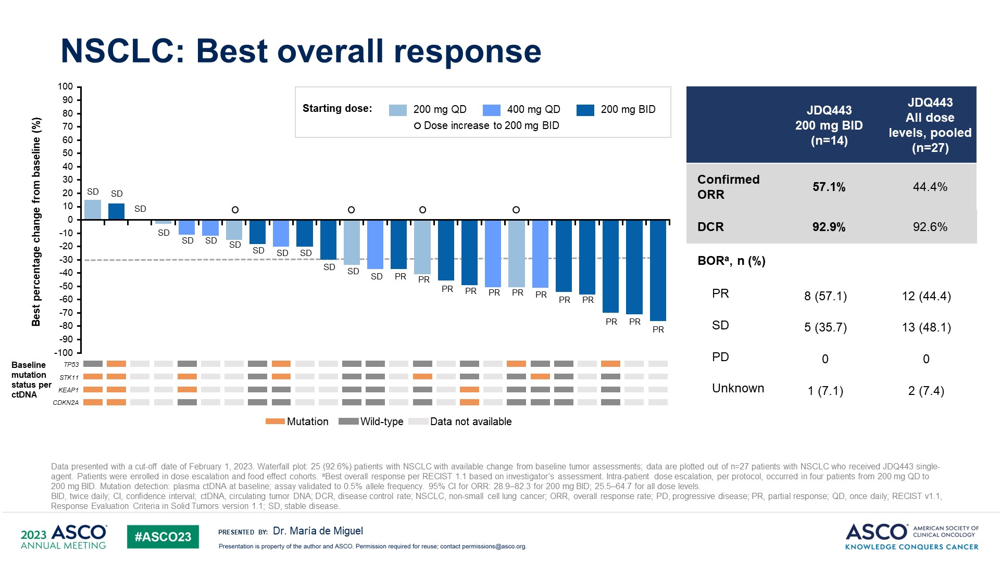 NSCLC: Best overall response
Best percentage change from baseline (%)
100
90
80
70
60
50
40
30
20
10
0
-10
-20
-30
-40
-50
-60
-70
-80
-90
-100
Starting dose:
200 mg QD
400 mg QD
200 mg BID
Dose increase to 200 mg BID
SD
SD
SD
SD
SD
SD
SD
SD
SD
SD
SD
SD
SD
PR
PR
PR
PR
PR
PR
PR
PR
PR
PR
PR
PR
Baseline
mutation
status per
ctDNA
TP53
STK11
KEAP1
CDKN2A
Mutation
Wild-type
Data not available
JDQ443
200 mg BID
(n=14)
JDQ443
All dose
levels, pooled
(n=27)
Confirmed
ORR
57.1%
44.4%
DCR
92.9%
92.6%
BORᵃ, n (%)
PR
8 (57.1)
12 (44.4)
SD
5 (35.7)
13 (48.1)
PD
0
0
Unknown
1 (7.1)
2 (7.4)
Data presented with a cut-off date of February 1, 2023. Waterfall plot: 25 (92.6%) patients with NSCLC with available change from baseline tumor assessments; data are plotted out of n=27 patients with NSCLC who received JDQ443 single-
agent. Patients were enrolled in dose escalation and food effect cohorts. ᵃBest overall response per RECIST 1.1 based on investigator's assessment. Intra-patient dose escalation, per protocol, occurred in four patients from 200 mg QD to
200 mg BID. Mutation detection: plasma ctDNA at baseline; assay validated to 0.5% allele frequency. 95% CI for ORR: 28.9–82.3 for 200 mg BID; 25.5–64.7 for all dose levels.
BID, twice daily; CI, confidence interval; ctDNA, circulating tumor DNA; DCR, disease control rate; NSCLC, non-small cell lung cancer; ORR, overall response rate; PD, progressive disease; PR, partial response; QD, once daily; RECIST v1.1,
Response Evaluation Criteria in Solid Tumors version 1.1; SD, stable disease.
2023 ASCO®
ANNUAL MEETING
#ASCO23
PRESENTED BY: Dr. María de Miguel
Presentation is property of the author and ASCO. Permission required for reuse; contact permissions@asco.org.
ASCO® AMERICAN SOCIETY OF
CLINICAL ONCOLOGY
KNOWLEDGE CONQUERS CANCER